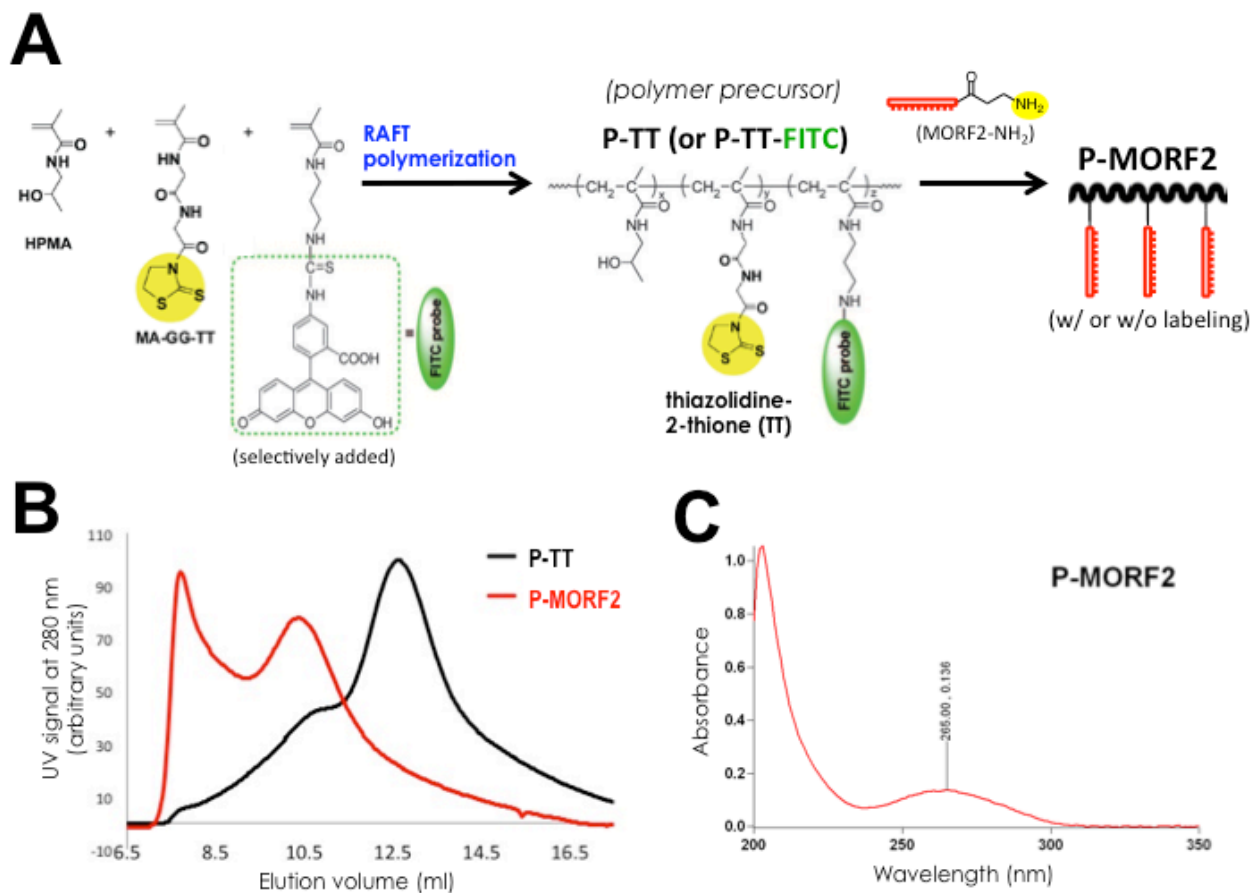 A
(polymer precursor)
P-TT (or P-TT-FITC)
RAFT
polymerization
+
+
HPMA
MA-GG-TT
FITC probe
(selectively added)
thiazolidine-
2-thione (TT)
FITC probe
(MORF2-NH2)
P-MORF2
(w/ or w/o labeling)
B
UV signal at 280 nm
(arbitrary units)
110
90
70
50
30
10
-10
6.5 8.5 10.5 12.5 14.5 16.5
Elution volume (ml)
P-TT
P-MORF2
C
P-MORF2
Absorbance
1.0
0.8
0.6
0.4
0.2
0.0
265.00 , 0.136
200 250 300 350
Wavelength (nm)